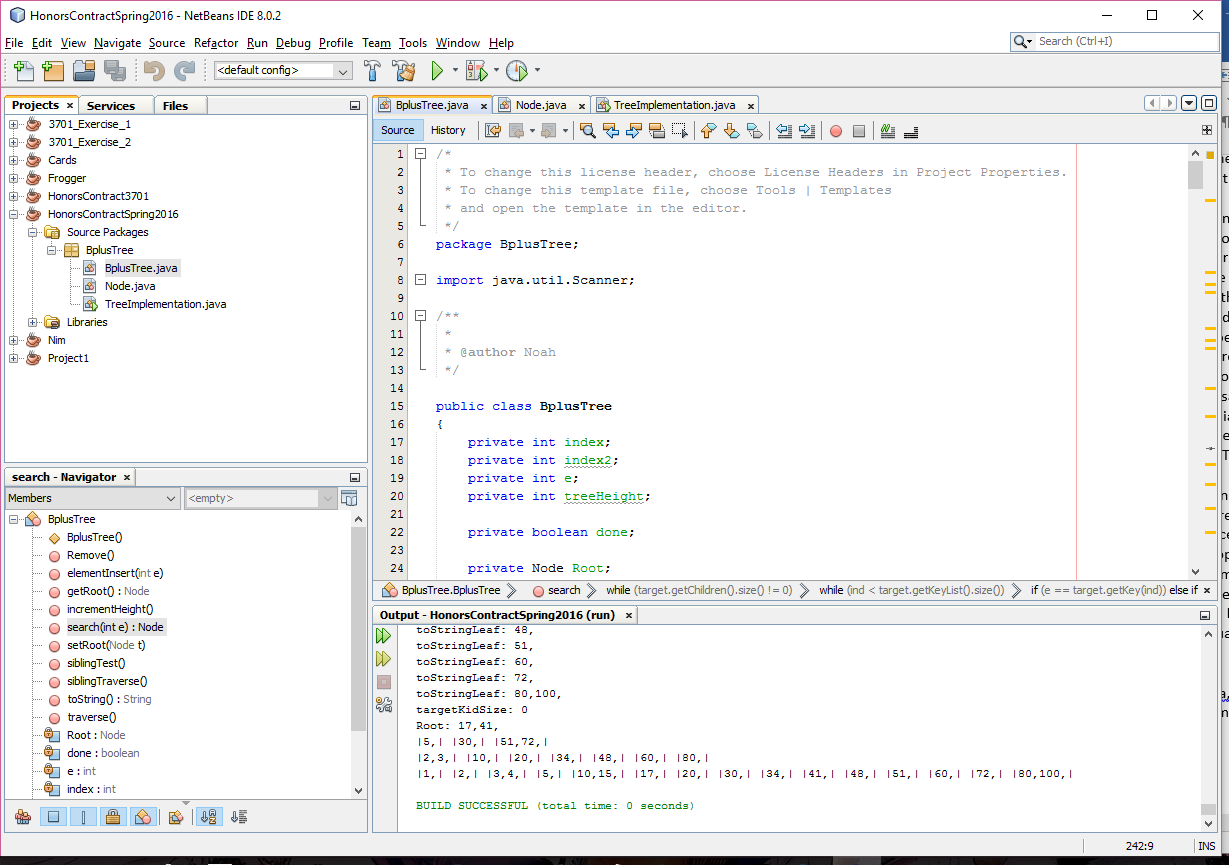 HonorsContractSpring2016 - NetBeans IDE 8.0.2
File Edit View Navigate Source Refactor Run Debug Profile Team Tools Window Help
Search (Ctrl+I)
<default config>
Projects × Services Files
3701_Exercise_1
3701_Exercise_2
Cards
Frogger
HonorsContract3701
HonorsContractSpring2016
Source Packages
BplusTree
BplusTree.java
Node.java
TreeImplementation.java
Libraries
Nim
Project1
search - Navigator ×
Members <empty>
BplusTree
BplusTree()
Remove()
elementInsert(int e)
getRoot() : Node
incrementHeight()
search(int e) : Node
setRoot(Node t)
siblingTest()
siblingTraverse()
toString() : String
traverse()
Root : Node
done : boolean
e : int
index : int
BplusTree.java × Node.java × TreeImplementation.java ×
Source History
1 /*
2 * To change this license header, choose License Headers in Project Properties.
3 * To change this template file, choose Tools | Templates
4 * and open the template in the editor.
5 */
6 package BplusTree;
7
8 import java.util.Scanner;
9
10 /**
11 *
12 * @author Noah
13 */
14
15 public class BplusTree
16 {
17 private int index;
18 private int index2;
19 private int e;
20 private int treeHeight;
21
22 private boolean done;
23
24 private Node Root;
BplusTree.BplusTree search while (target.getChildren().size() != 0) while (ind < target.getKeyList().size()) if (e == target.getKey(ind)) else if ×
Output - HonorsContractSpring2016 (run) ×
toStringLeaf: 48,
toStringLeaf: 51,
toStringLeaf: 60,
toStringLeaf: 72,
toStringLeaf: 80,100,
targetKidSize: 0
Root: 17,41,
|5,| |30,| |51,72,|
|2,3,| |10,| |20,| |34,| |48,| |60,| |80,|
|1,| |2,| |3,4,| |5,| |10,15,| |17,| |20,| |30,| |34,| |41,| |48,| |51,| |60,| |72,| |80,100,|
BUILD SUCCESSFUL (total time: 0 seconds)
242:9 INS